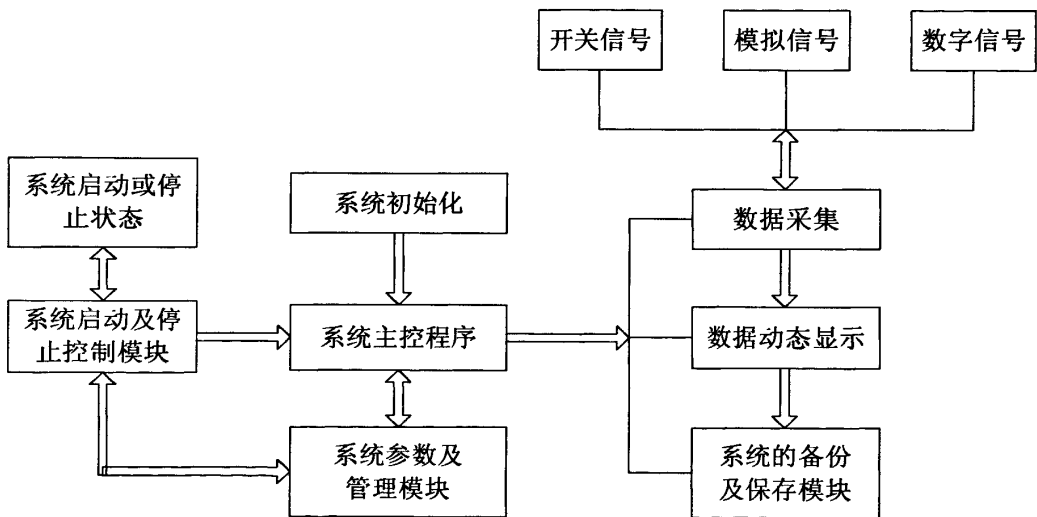 开关信号
模拟信号
数字信号
系统启动或停
止状态
系统初始化
数据采集
系统启动及停
止控制模块
系统主控程序
数据动态显示
系统参数及
管理模块
系统的备份
及保存模块